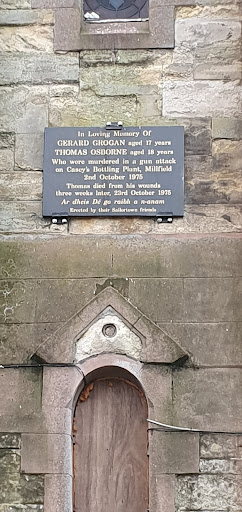 In Loving Memory Of
GERARD GROGAN aged 17 years
THOMAS OSBORNE aged 18 years
Who were murdered in a gun attack
on Casey's Bottling Plant, Millfield
2nd October 1975
Thomas died from his wounds
three weeks later, 23rd October 1975
Ar dheis Dé go raibh a n-anam
Erected by their Sailortown friends